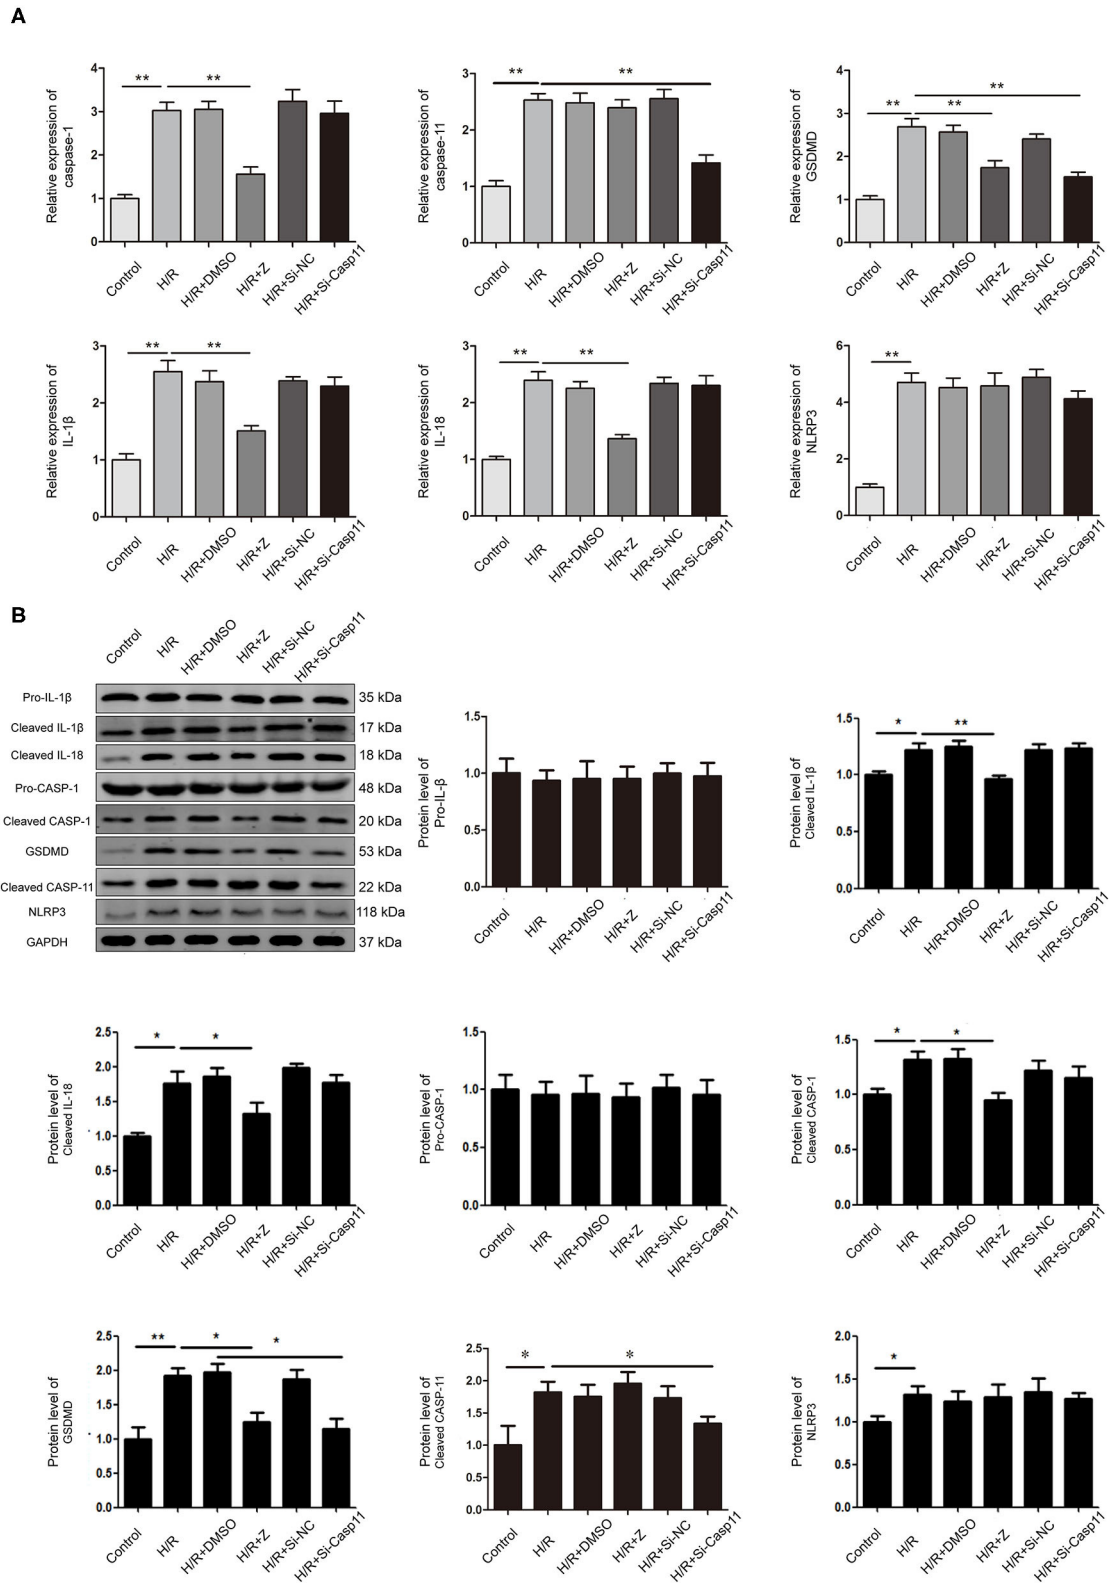 A
Relative expression of
caspase-1
4
3
2
1
0
**
**
Control
H/R
H/R+DMSO
H/R+Z
H/R+Si-NC
H/R+Si-Casp11
Relative expression of
caspase-11
3
2
1
0
**
**
Control
H/R
H/R+DMSO
H/R+Z
H/R+Si-NC
H/R+Si-Casp11
Relative expression of
GSDMD
4
3
2
1
0
**
**
**
Control
H/R
H/R+DMSO
H/R+Z
H/R+Si-NC
H/R+Si-Casp11
Relative expression of
IL-1β
3
2
1
0
**
**
Control
H/R
H/R+DMSO
H/R+Z
H/R+Si-NC
H/R+Si-Casp11
Relative expression of
IL-18
3
2
1
0
**
**
Control
H/R
H/R+DMSO
H/R+Z
H/R+Si-NC
H/R+Si-Casp11
Relative expression of
NLRP3
6
4
2
0
**
Control
H/R
H/R+DMSO
H/R+Z
H/R+Si-NC
H/R+Si-Casp11
B
Control
H/R
H/R+DMSO
H/R+Z
H/R+Si-NC
H/R+Si-Casp11
Pro-IL-1β 35 kDa
Cleaved IL-1β 17 kDa
Cleaved IL-18 18 kDa
Pro-CASP-1 48 kDa
Cleaved CASP-1 20 kDa
GSDMD 53 kDa
Cleaved CASP-11 22 kDa
NLRP3 118 kDa
GAPDH 37 kDa
Protein level of
Pro-IL-β
1.5
1.0
0.5
0.0
Control
H/R
H/R+DMSO
H/R+Z
H/R+Si-NC
H/R+Si-Casp11
Protein level of
Cleaved IL-1β
1.5
1.0
0.5
0.0
*
**
Control
H/R
H/R+DMSO
H/R+Z
H/R+Si-NC
H/R+Si-Casp11
Protein level of
Cleaved IL-18
2.5
2.0
1.5
1.0
0.5
0.0
*
*
Control
H/R
H/R+DMSO
H/R+Z
H/R+Si-NC
H/R+Si-Casp11
Protein level of
Pro-CASP-1
1.5
1.0
0.5
0.0
Control
H/R
H/R+DMSO
H/R+Z
H/R+Si-NC
H/R+Si-Casp11
Protein level of
Cleaved CASP-1
1.5
1.0
0.5
0.0
*
*
Control
H/R
H/R+DMSO
H/R+Z
H/R+Si-NC
H/R+Si-Casp11
Protein level of
GSDMD
2.5
2.0
1.5
1.0
0.5
0.0
**
*
*
Control
H/R
H/R+DMSO
H/R+Z
H/R+Si-NC
H/R+Si-Casp11
Protein level of
Cleaved CASP-11
2.5
2.0
1.5
1.0
0.5
0.0
*
*
Control
H/R
H/R+DMSO
H/R+Z
H/R+Si-NC
H/R+Si-Casp11
Protein level of
NLRP3
2.0
1.5
1.0
0.5
0.0
*
Control
H/R
H/R+DMSO
H/R+Z
H/R+Si-NC
H/R+Si-Casp11